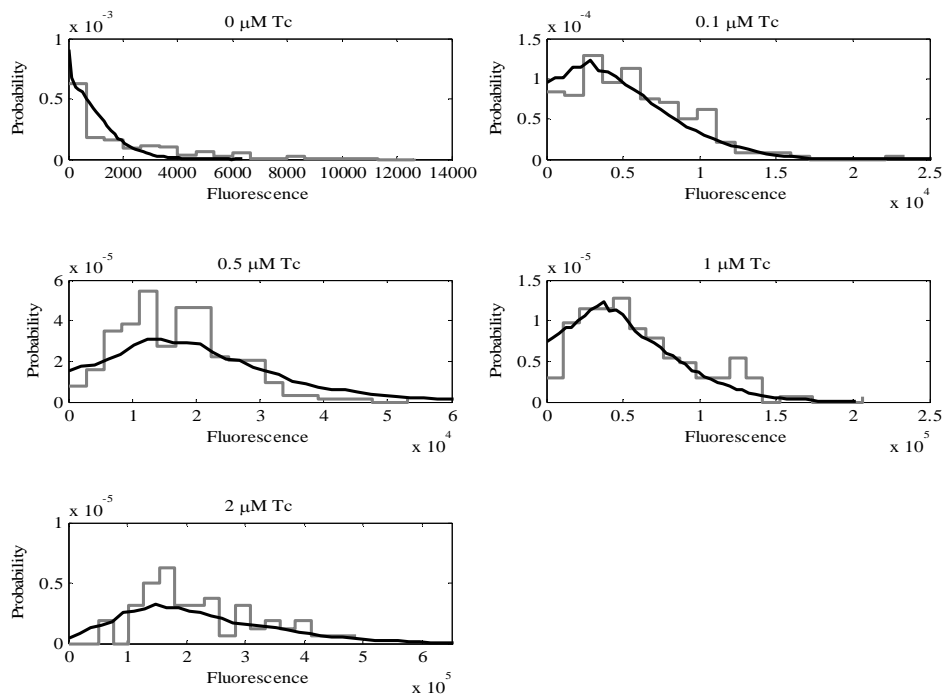 x 10^-3
0 μM Tc
1
0.5
0
Probability
0 2000 4000 6000 8000 10000 12000 14000
Fluorescence
x 10^-4
0.1 μM Tc
1.5
1
0.5
0
Probability
0 0.5 1 1.5 2 2.5
Fluorescence
x 10^4
x 10^-5
0.5 μM Tc
6
4
2
0
Probability
0 1 2 3 4 5 6
Fluorescence
x 10^4
x 10^-5
1 μM Tc
1.5
1
0.5
0
Probability
0 0.5 1 1.5 2 2.5
Fluorescence
x 10^5
x 10^-5
2 μM Tc
1
0.5
0
Probability
0 1 2 3 4 5 6
Fluorescence
x 10^5